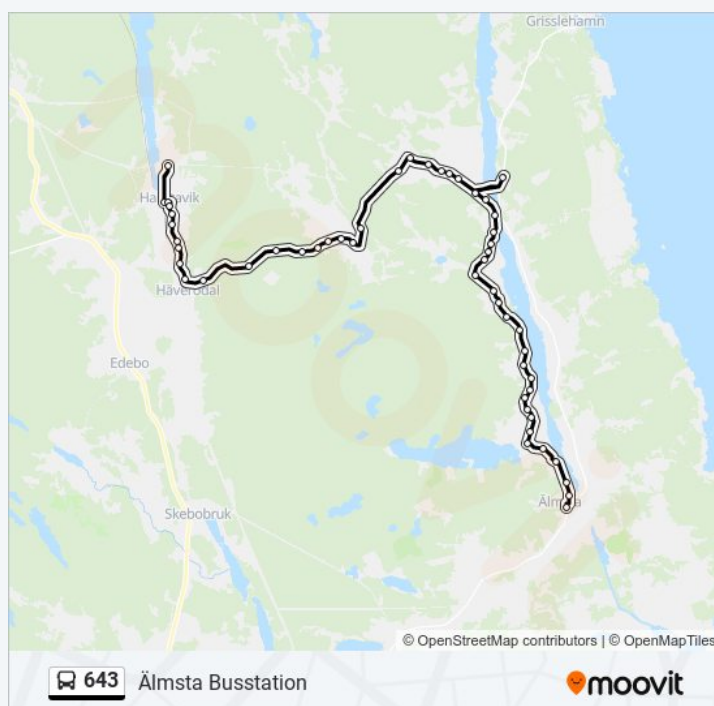 Grisslehamn
Häverödal
Edebo
Skebobruk
© OpenStreetMap contributors | © OpenMapTiles
643 Älmsta Busstation
moovit